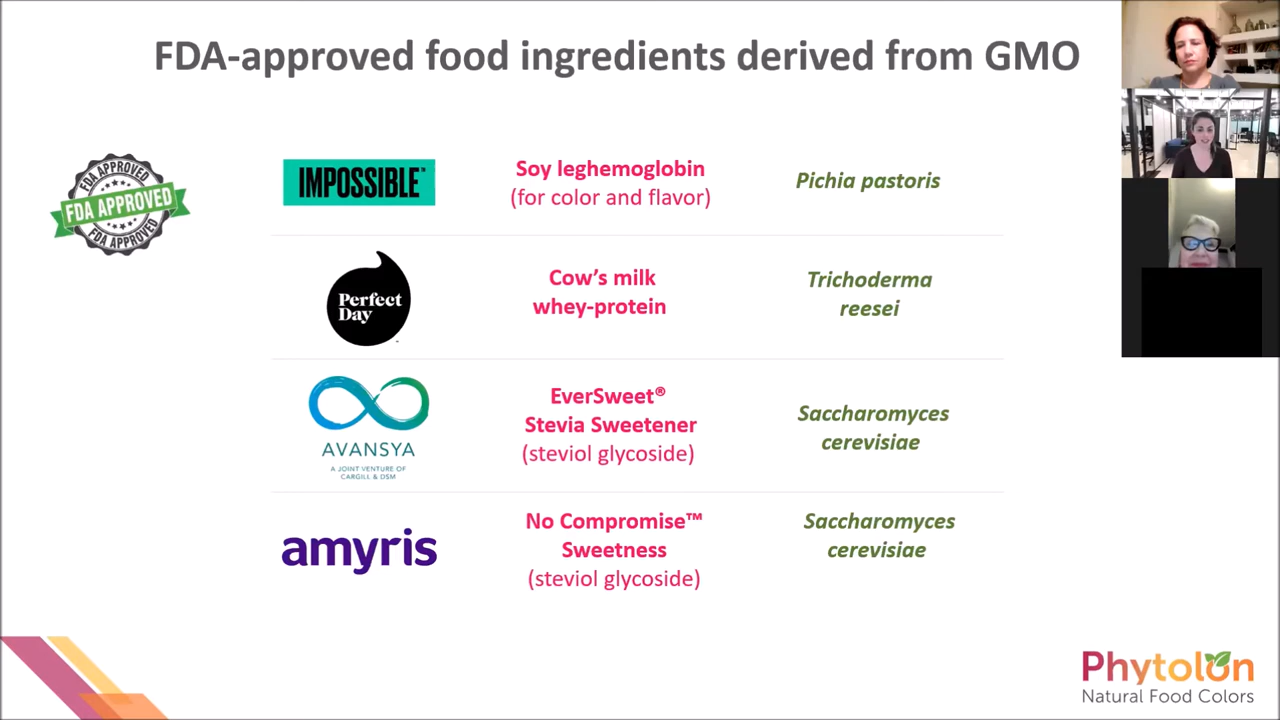 FDA-approved food ingredients derived from GMO
FDA APPROVED
FDA APPROVED
FDA APPROVED
IMPOSSIBLE™
Soy leghemoglobin
(for color and flavor)
Pichia pastoris
Perfect
Day
Cow's milk
whey-protein
Trichoderma
reesei
AVANSYA
A JOINT VENTURE OF
CARGILL & DSM
EverSweet®
Stevia Sweetener
(steviol glycoside)
Saccharomyces
cerevisiae
amyris
No Compromise™
Sweetness
(steviol glycoside)
Saccharomyces
cerevisiae
Phytolon
Natural Food Colors